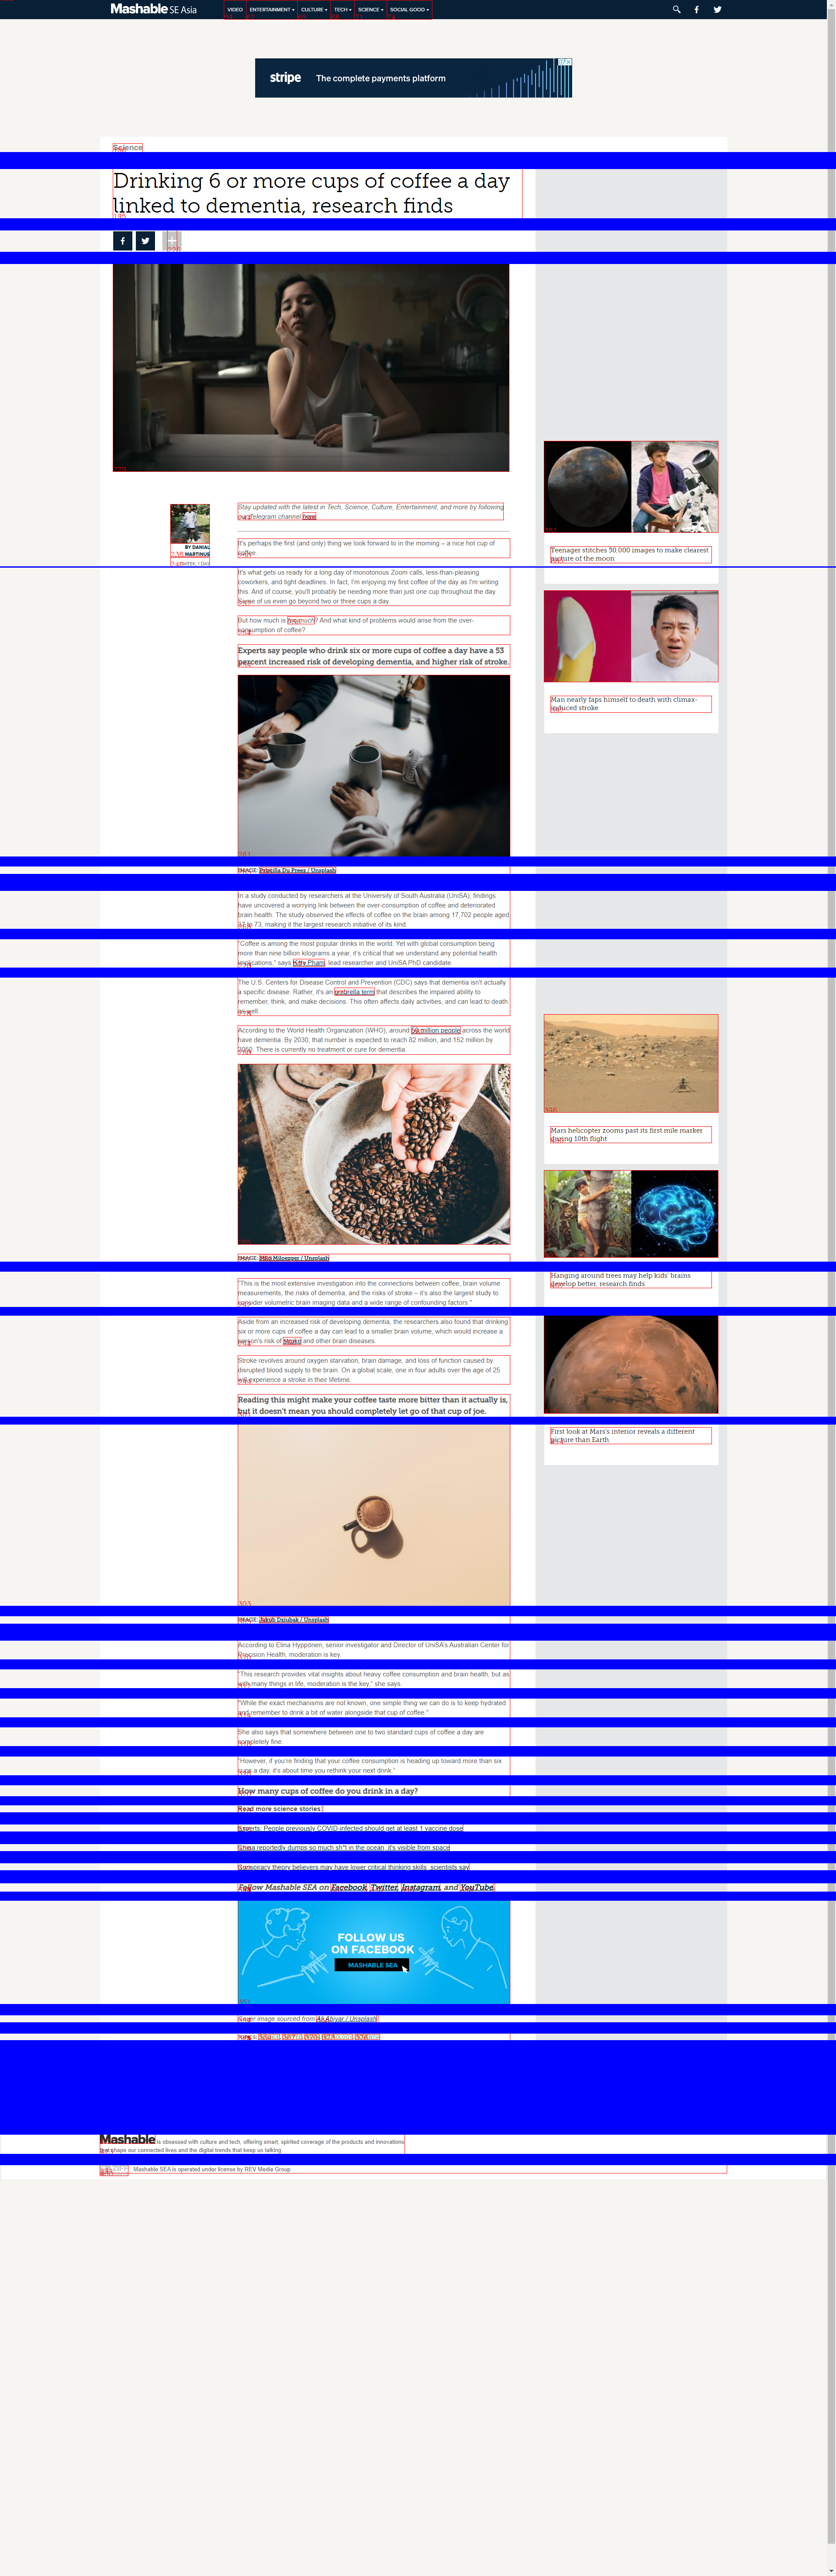 Mashable SE Asia
VIDEO ENTERTAINMENT CULTURE TECH SCIENCE SOCIAL GOOD
stripe The complete payments platform
Science
Drinking 6 or more cups of coffee a day
linked to dementia, research finds
Stay updated with the latest in Tech, Science, Culture, Entertainment, and more by following
our Telegram channel here.
BY DANIAL
MARTINUS
It's perhaps the first (and only) thing we look forward to in the morning – a nice hot cup of
coffee.
It's what gets us ready for a long day of monotonous Zoom calls, less-than-pleasing
coworkers, and tight deadlines. In fact, I'm enjoying my first coffee of the day as I'm writing
this. And of course, you'll probably be needing more than just one cup throughout the day.
Some of us even go beyond two or three cups a day.
But how much is too much? And what kind of problems would arise from the over-
consumption of coffee?
Experts say people who drink six or more cups of coffee a day have a 53
percent increased risk of developing dementia, and higher risk of stroke.
IMAGE: Priscilla Du Preez / Unsplash
In a study conducted by researchers at the University of South Australia (UniSA), findings
have uncovered a worrying link between the over-consumption of coffee and deteriorated
brain health. The study observed the effects of coffee on the brain among 17,702 people aged
37 to 73, making it the largest research initiative of its kind.
"Coffee is among the most popular drinks in the world. Yet with global consumption being
more than nine billion kilograms a year, it's critical that we understand any potential health
implications," says Kitty Pham, lead researcher and UniSA PhD candidate.
The U.S. Centers for Disease Control and Prevention (CDC) says that dementia isn't actually
a specific disease. Rather, it's an umbrella term that describes the impaired ability to
remember, think, and make decisions. This often affects daily activities, and can lead to death
as well.
According to the World Health Organization (WHO), around 50 million people across the world
have dementia. By 2030, that number is expected to reach 82 million, and 152 million by
2050. There is currently no treatment or cure for dementia.
IMAGE: Milo Miloezger / Unsplash
"This is the most extensive investigation into the connections between coffee, brain volume
measurements, the risks of dementia, and the risks of stroke – it's also the largest study to
consider volumetric brain imaging data and a wide range of confounding factors."
Aside from an increased risk of developing dementia, the researchers also found that drinking
six or more cups of coffee a day can lead to a smaller brain volume, which would increase a
person's risk of stroke and other brain diseases.
Stroke revolves around oxygen starvation, brain damage, and loss of function caused by
disrupted blood supply to the brain. On a global scale, one in four adults over the age of 25
will experience a stroke in their lifetime.
Reading this might make your coffee taste more bitter than it actually is,
but it doesn't mean you should completely let go of that cup of joe.
IMAGE: Jakub Dziubak / Unsplash
According to Elina Hyppönen, senior investigator and Director of UniSA's Australian Center for
Precision Health, moderation is key.
"This research provides vital insights about heavy coffee consumption and brain health, but as
with many things in life, moderation is the key," she says.
"While the exact mechanisms are not known, one simple thing we can do is to keep hydrated
and remember to drink a bit of water alongside that cup of coffee."
She also says that somewhere between one to two standard cups of coffee a day are
completely fine.
"However, if you're finding that your coffee consumption is heading up toward more than six
cups a day, it's about time you rethink your next drink."
How many cups of coffee do you drink in a day?
Read more science stories:
Experts: People previously COVID-infected should get at least 1 vaccine dose
China reportedly dumps so much sh*t in the ocean, it's visible from space
Conspiracy theory believers may have lower critical thinking skills, scientists say
Follow Mashable SEA on Facebook, Twitter, Instagram, and YouTube.
FOLLOW US
ON FACEBOOK
MASHABLE SEA
Cover image sourced from Ali Abiyar / Unsplash
Teenager stitches 50,000 images to make clearest
picture of the moon
Man nearly faps himself to death with climax-
induced stroke
Mars helicopter zooms past its first mile marker
during 10th flight
Hanging around trees may help kids' brains
develop better, research finds
First look at Mars's interior reveals a different
picture than Earth
Mashable is obsessed with culture and tech, offering smart, spirited coverage of the products and innovations
that shape our connected lives and the digital trends that keep us talking.
Mashable SEA is operated under license by REV Media Group